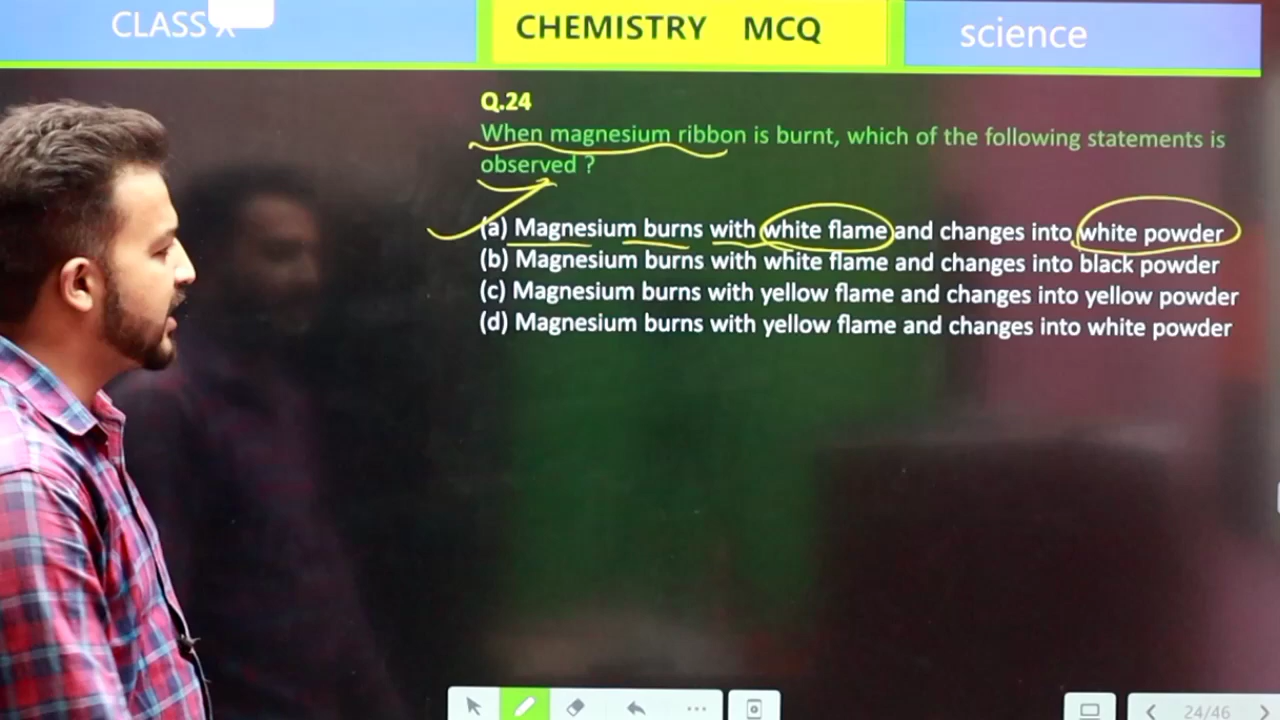 CLASS X
CHEMISTRY MCQ
science
Q.24
When magnesium ribbon is burnt, which of the following statements is
observed ?
(a) Magnesium burns with white flame and changes into white powder
(b) Magnesium burns with white flame and changes into black powder
(c) Magnesium burns with yellow flame and changes into yellow powder
(d) Magnesium burns with yellow flame and changes into white powder
24/46